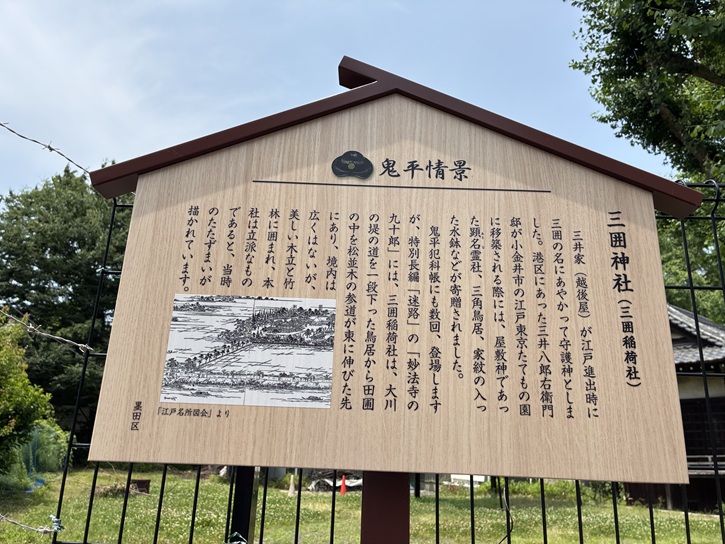 鬼平情景
三囲神社(三囲稲荷社)
三井家(越後屋)が江戸進出時に
三囲の名にあやかって守護神としま
した。港区にあった三井八郎右衛門
邸が小金井市の江戸東京たてもの園
に移築される際には、屋敷神であっ
た顕名霊社、三角鳥居、家紋の入っ
た水鉢などが寄贈されました。
鬼平犯科帳にも数回、登場します
が、特別長編「迷路」の「妙法寺の
九十郎」には、三囲稲荷社は、大川
の堤の道を一段下った鳥居から田圃
の中を松並木の参道が東に伸びた先
にあり、境内は
広くはないが、
美しい木立と竹
林に囲まれ、本
社は立派なもの
であると、当時
のたたずまいが
描かれています。
「江戸名所図会」より
墨田区